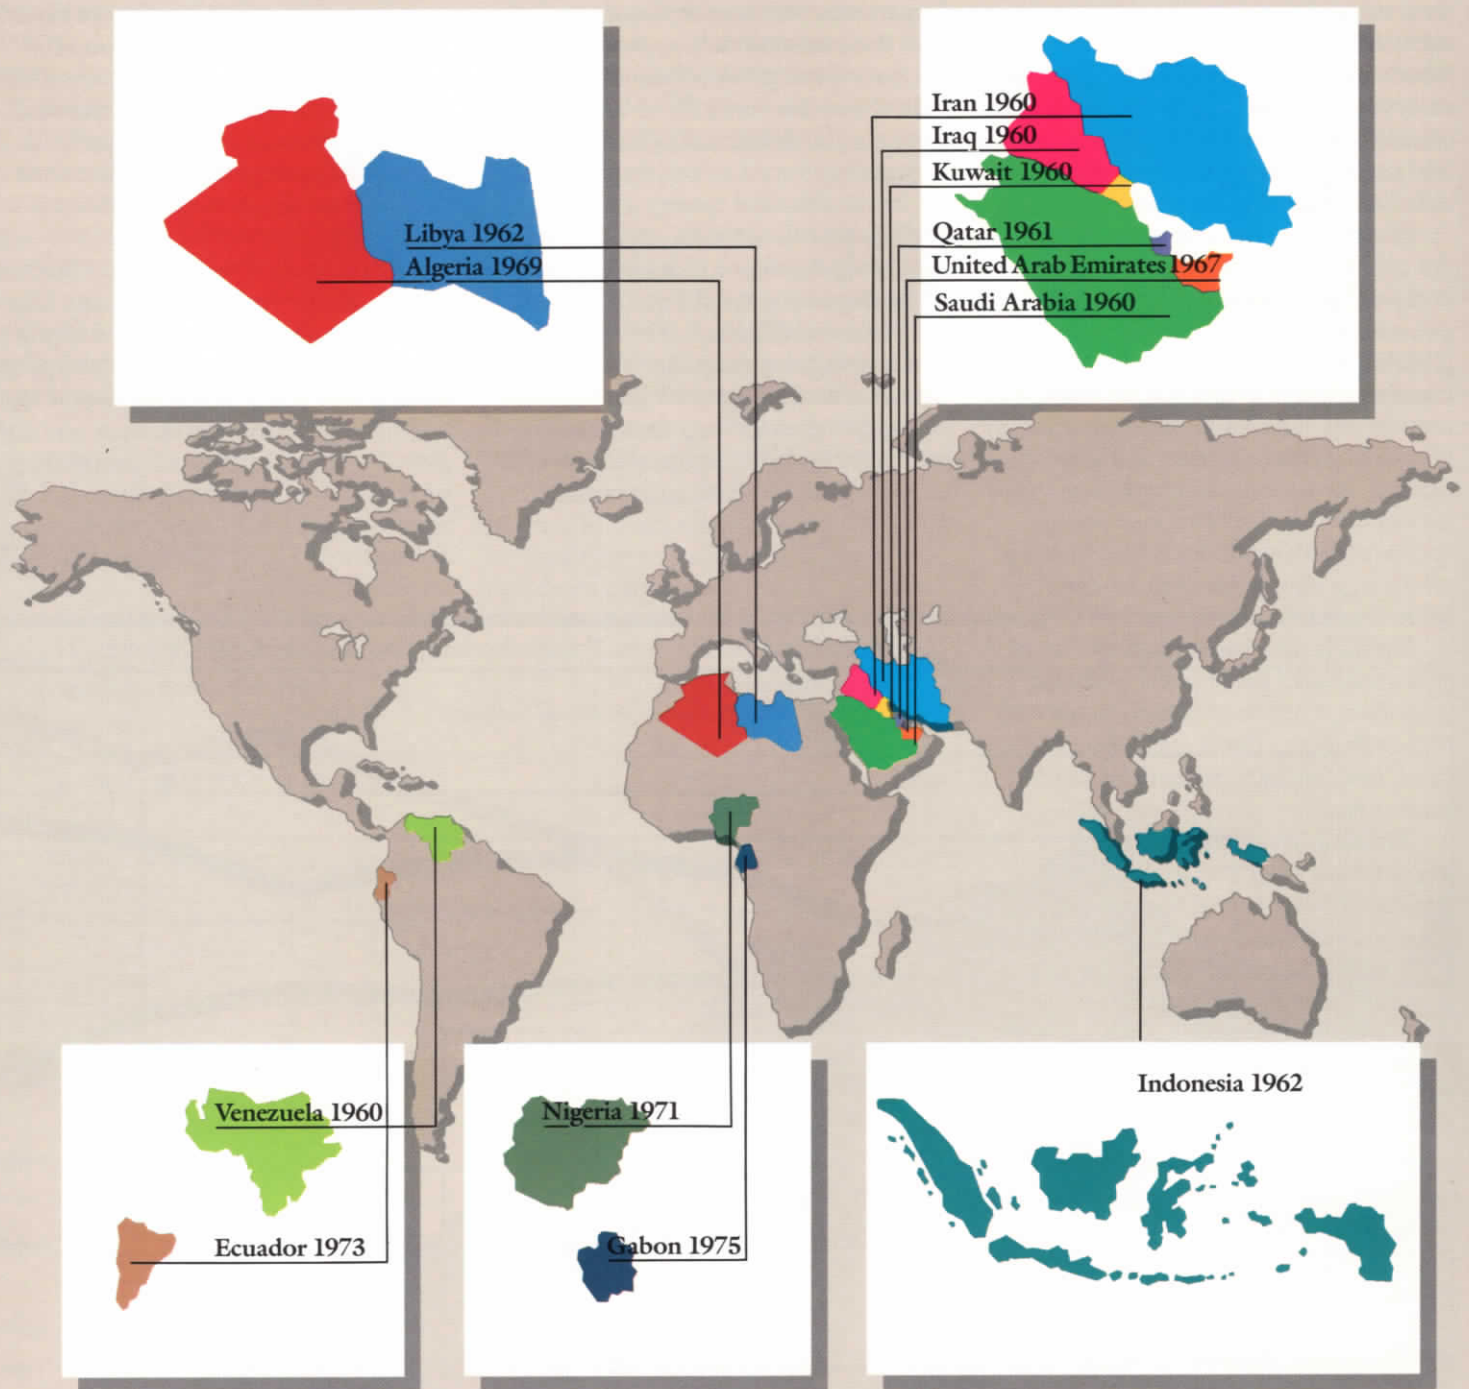 Libya 1962
Algeria 1969
Iran 1960
Iraq 1960
Kuwait 1960
Qatar 1961
United Arab Emirates 1967
Saudi Arabia 1960
Venezuela 1960
Ecuador 1973
Nigeria 1971
Gabon 1975
Indonesia 1962